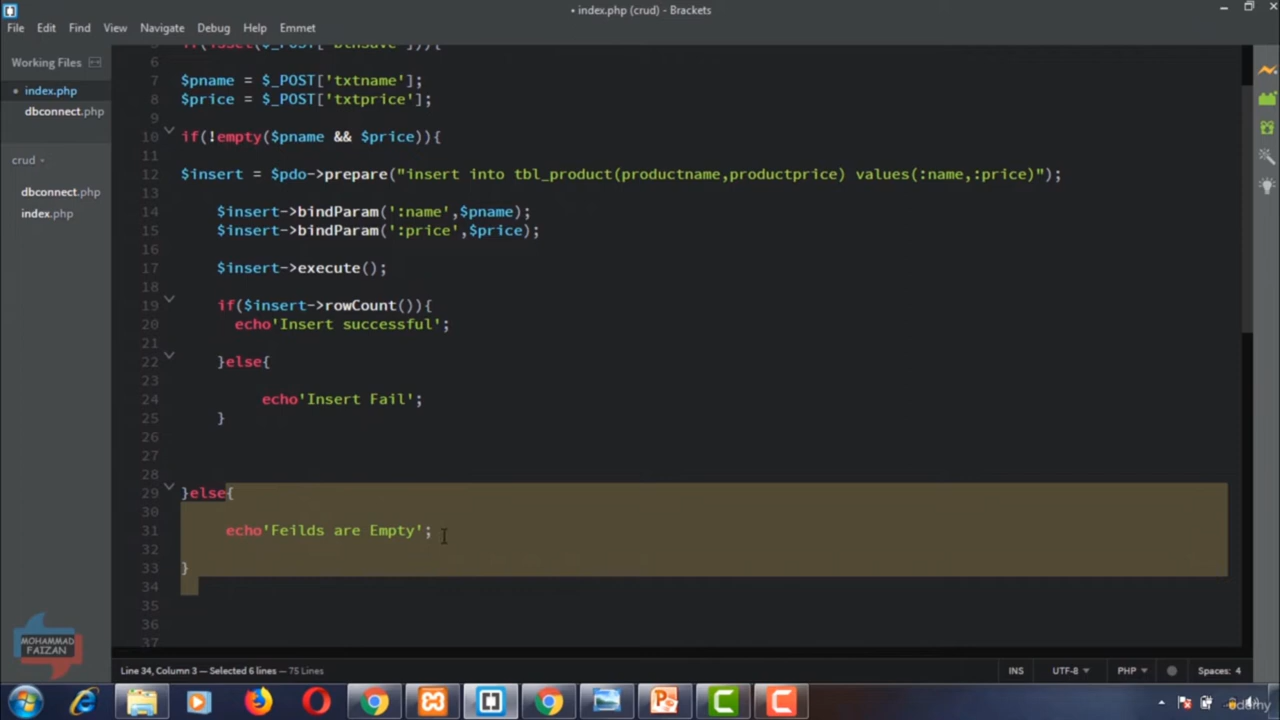 • index.php (crud) - Brackets
File Edit Find View Navigate Debug Help Emmet
Working Files
• index.php
dbconnect.php
crud
dbconnect.php
index.php
6
7 $pname = $_POST['txtname'];
8 $price = $_POST['txtprice'];
9
10 if(!empty($pname && $price)){
11
12 $insert = $pdo->prepare("insert into tbl_product(productname,productprice) values(:name,:price)");
13
14 $insert->bindParam(':name',$pname);
15 $insert->bindParam(':price',$price);
16
17 $insert->execute();
18
19 if($insert->rowCount()){
20 echo'Insert successful';
21
22 }else{
23
24 echo'Insert Fail';
25 }
26
27
28
29 }else{
30
31 echo'Feilds are Empty';
32
33 }
34
35
36
37
MOHAMMAD
FAIZAN
Line 34, Column 3 — Selected 6 lines — 75 Lines
INS UTF-8 PHP Spaces: 4
Udemy